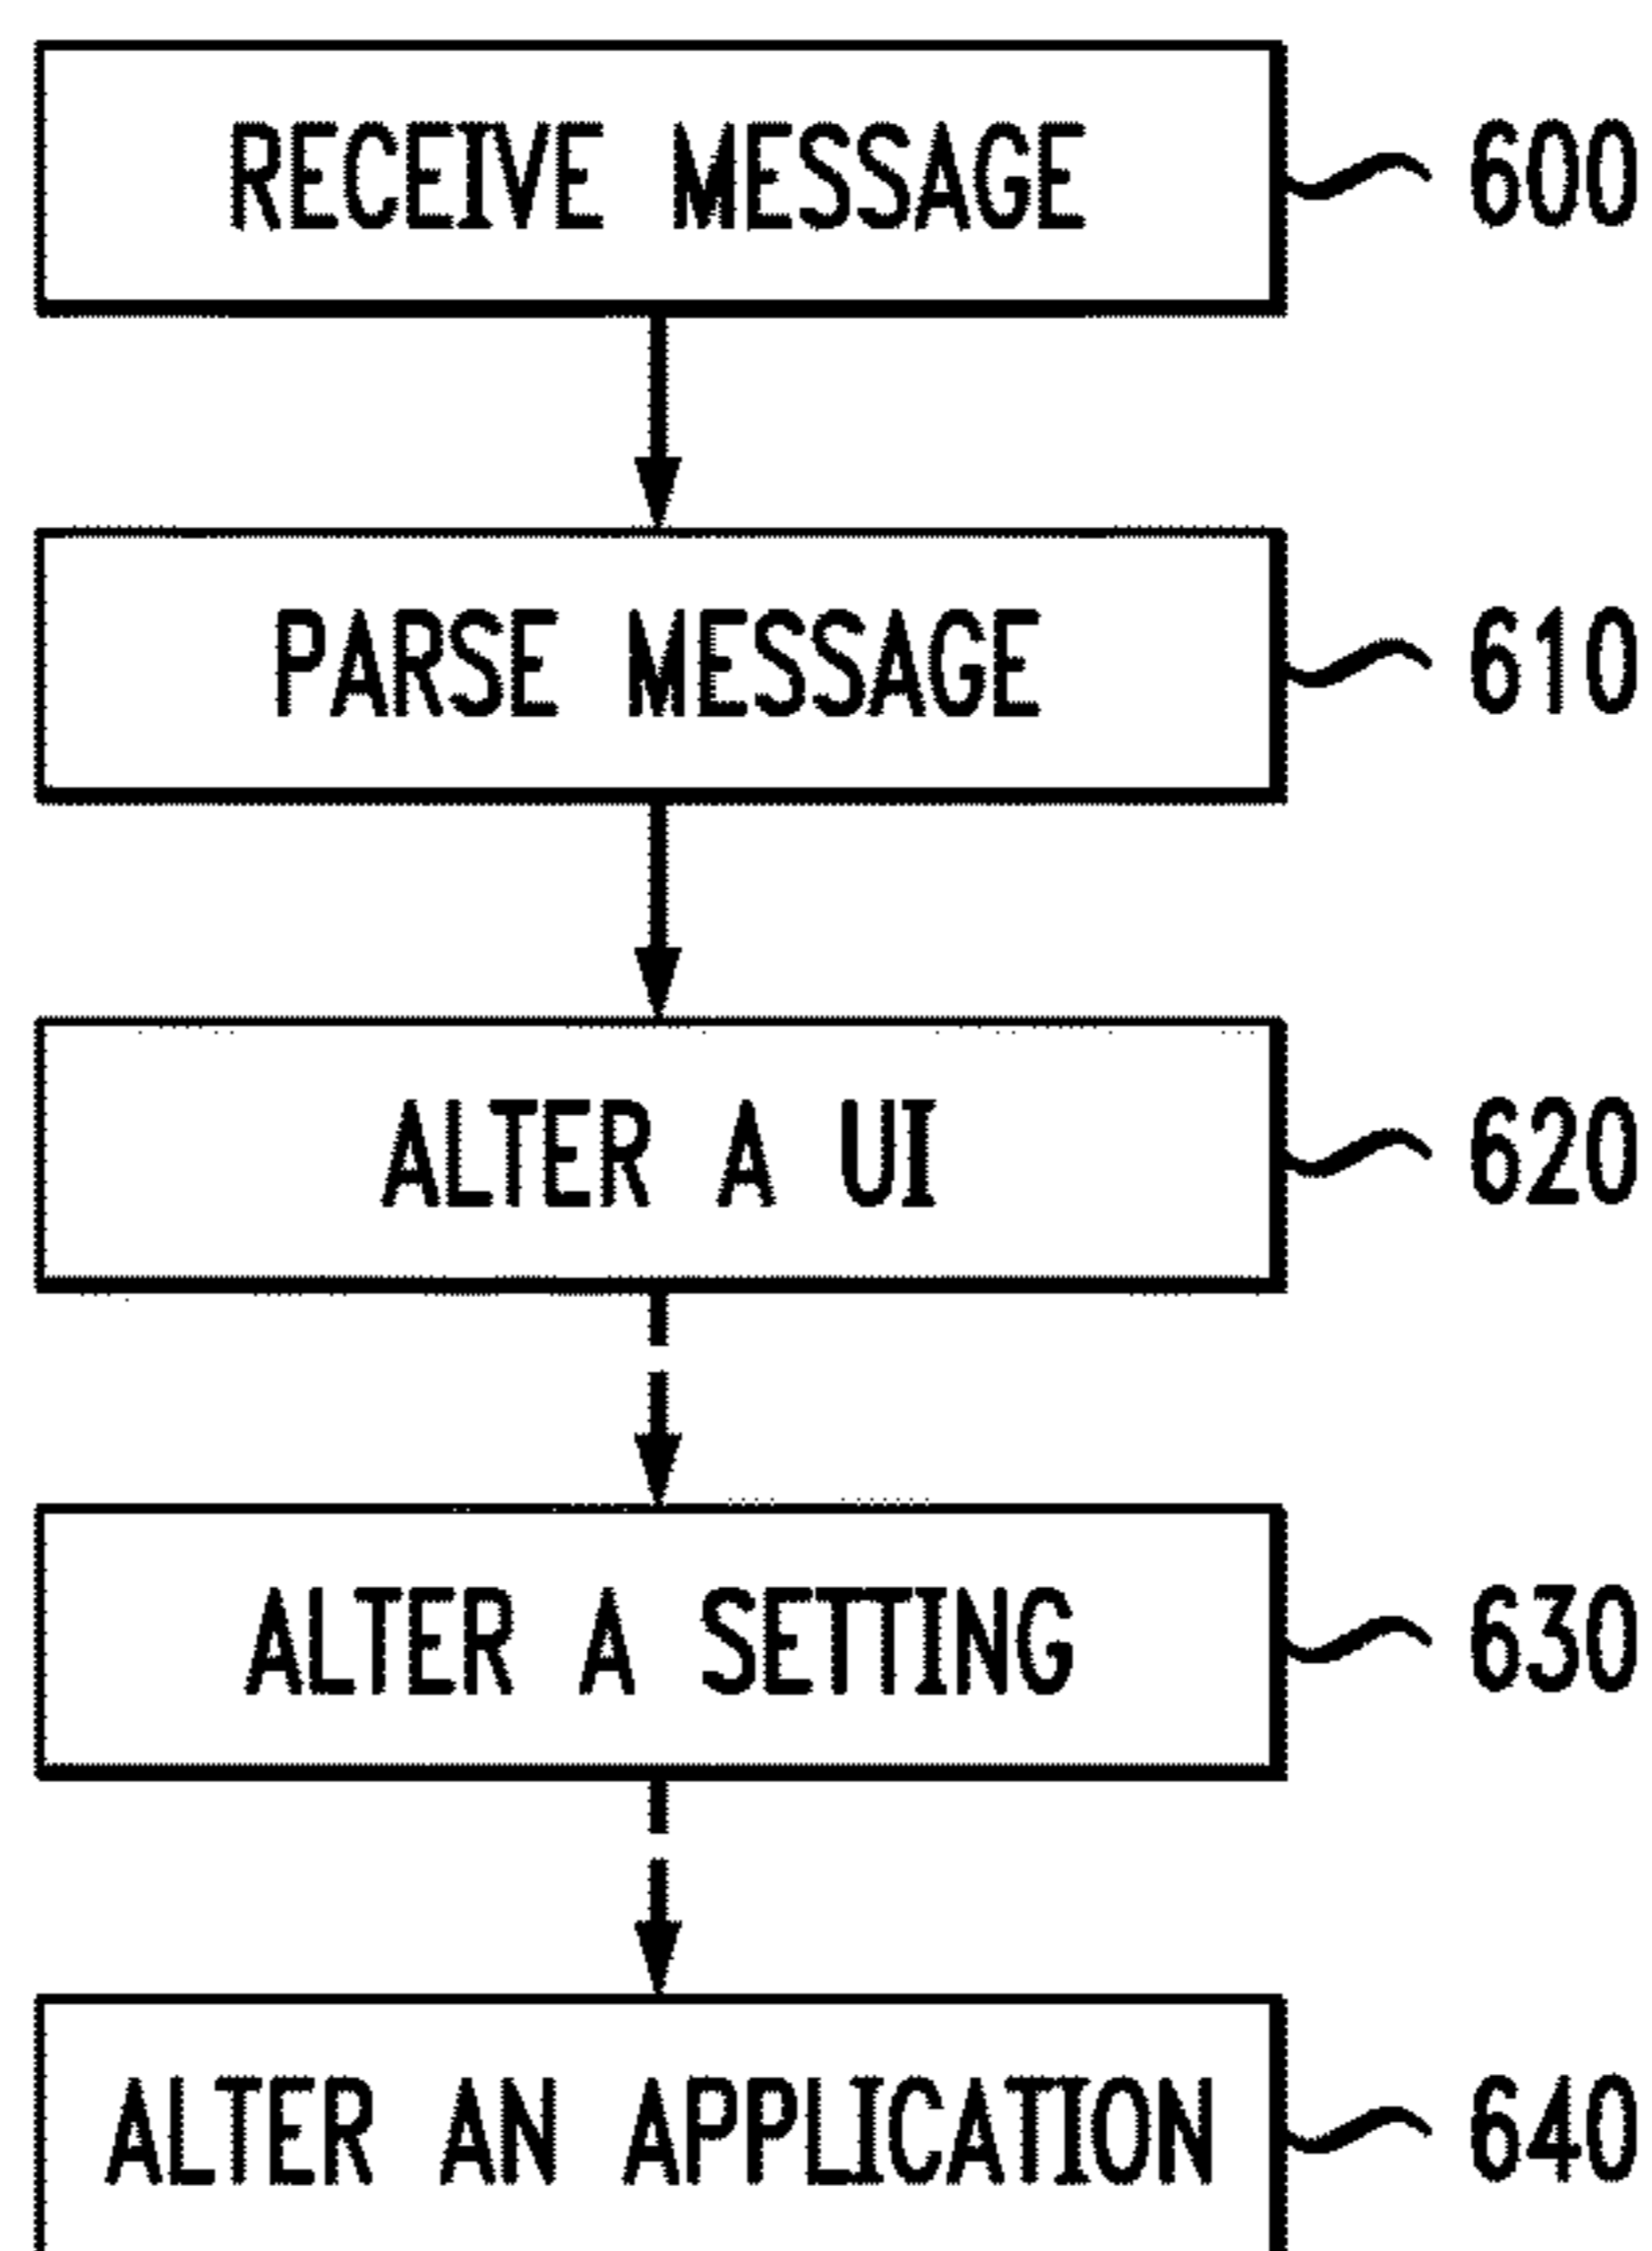 RECEIVE MESSAGE 600
PARSE MESSAGE 610
ALTER A UI 620
ALTER A SETTING 630
ALTER AN APPLICATION 640